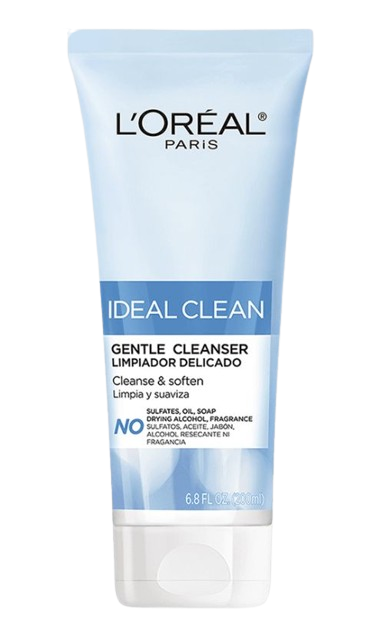 L'ORÉAL®
PARIS
IDEAL CLEAN
GENTLE CLEANSER
LIMPIADOR DELICADO
Cleanse & soften
Limpia y suaviza
NO
SULFATES, OIL, SOAP
DRYING ALCOHOL, FRAGRANCE
SULFATOS, ACEITE, JABÓN,
ALCOHOL RESECANTE NI
FRAGANCIA
6.8 FL OZ. (200ml)